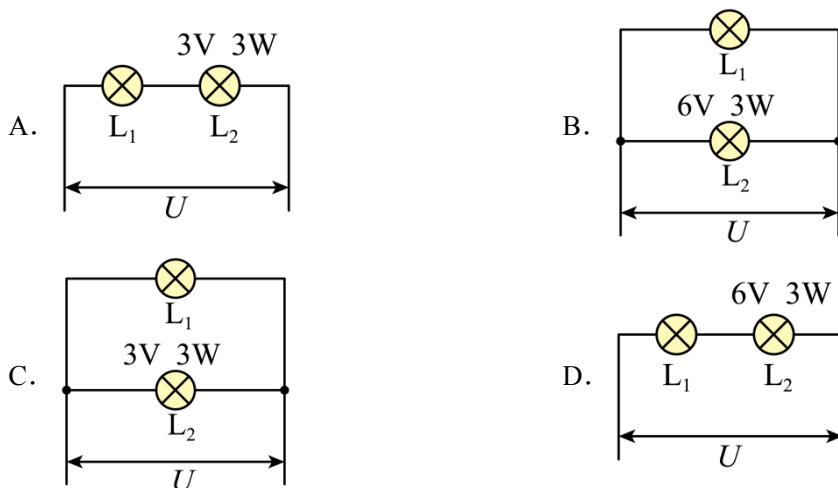 A.
3V 3W
L₁ L₂
U
B.
L₁
6V 3W
L₂
U
C.
L₁
3V 3W
L₂
U
D.
6V 3W
L₁ L₂
U